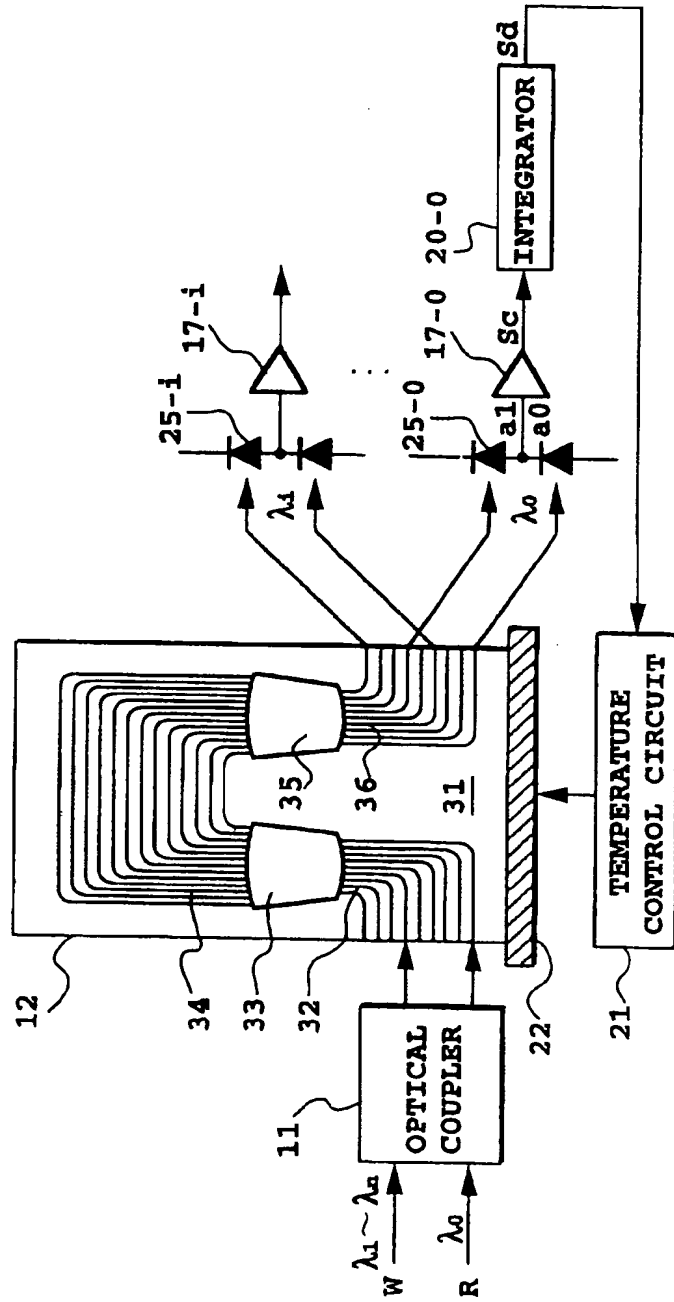 12
34
33
32
35
36
31
11
OPTICAL
COUPLER
λ1~λn
W
λ0
R
22
21
TEMPERATURE
CONTROL CIRCUIT
25-i
17-i
λi
...
25-0
17-0
a1
a0
λ0
Sc
20-0
INTEGRATOR
Sd